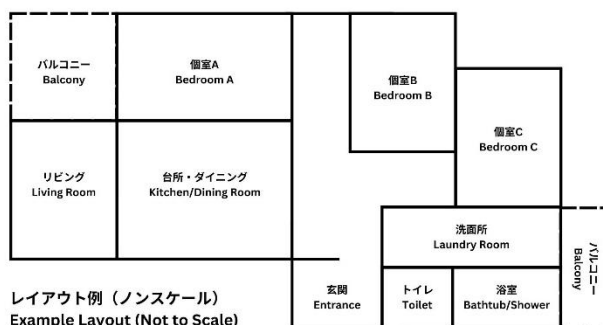 バルコニー
Balcony
個室A
Bedroom A
個室B
Bedroom B
個室C
Bedroom C
リビング
Living Room
台所・ダイニング
Kitchen/Dining Room
洗面所
Laundry Room
バルコニー
Balcony
玄関
Entrance
トイレ
Toilet
浴室
Bathtub/Shower
レイアウト例（ノンスケール）
Example Layout (Not to Scale)